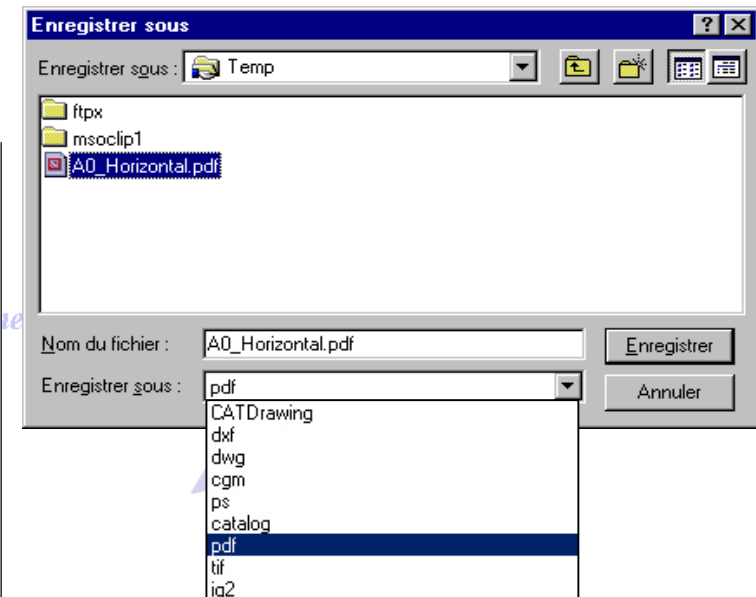 Enregistrer sous
Enregistrer sous : Temp
ftpx
msoclip1
A0_Horizontal.pdf
Nom du fichier : A0_Horizontal.pdf Enregistrer
Enregistrer sous : pdf Annuler
CATDrawing
dxf
dwg
cgm
ps
catalog
pdf
tif
ig2